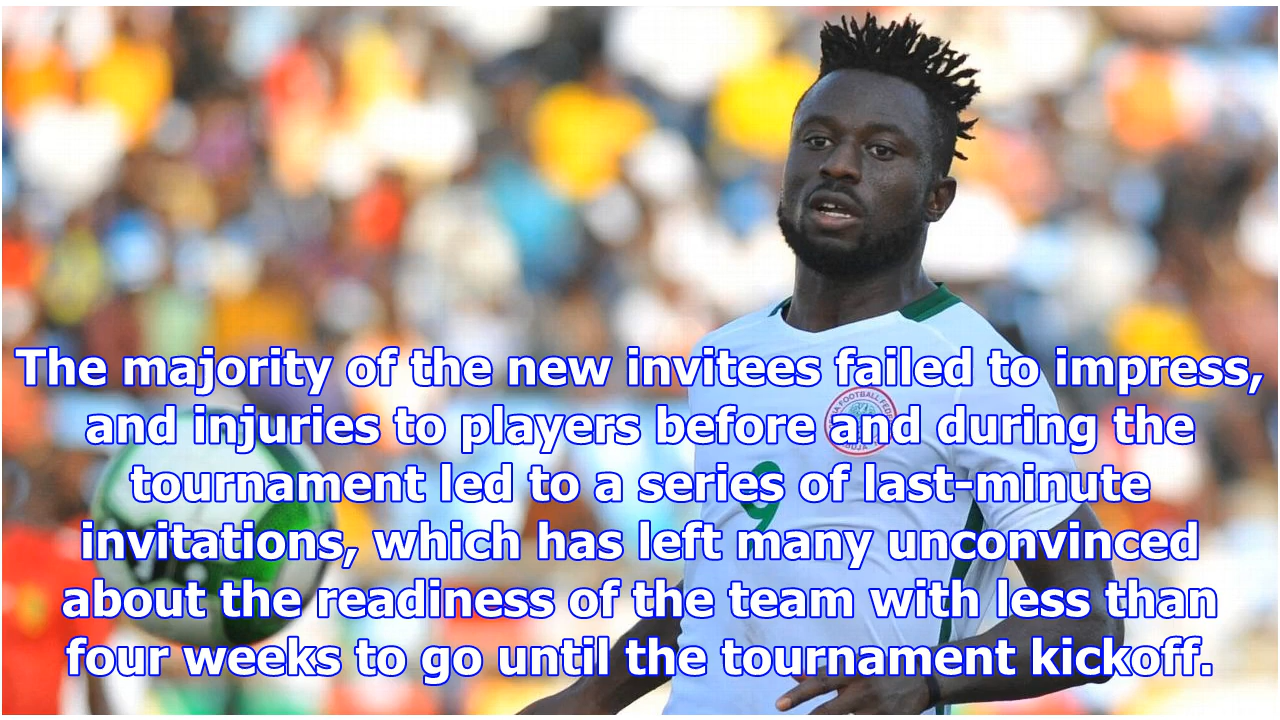 The majority of the new invitees failed to impress,
and injuries to players before and during the
tournament led to a series of last-minute
invitations, which has left many unconvinced
about the readiness of the team with less than
four weeks to go until the tournament kickoff.
9